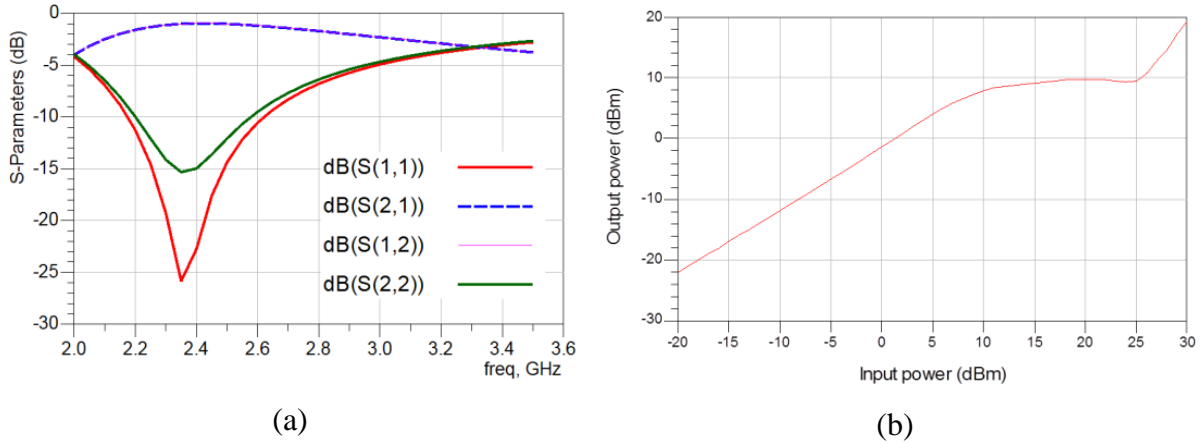 S-Parameters (dB)
0
-5
-10
-15
-20
-25
-30
dB(S(1,1))
dB(S(2,1))
dB(S(1,2))
dB(S(2,2))
2.0 2.2 2.4 2.6 2.8 3.0 3.2 3.4 3.6
freq, GHz
(a)
Output power (dBm)
20
10
0
-10
-20
-30
-20 -15 -10 -5 0 5 10 15 20 25 30
Input power (dBm)
(b)